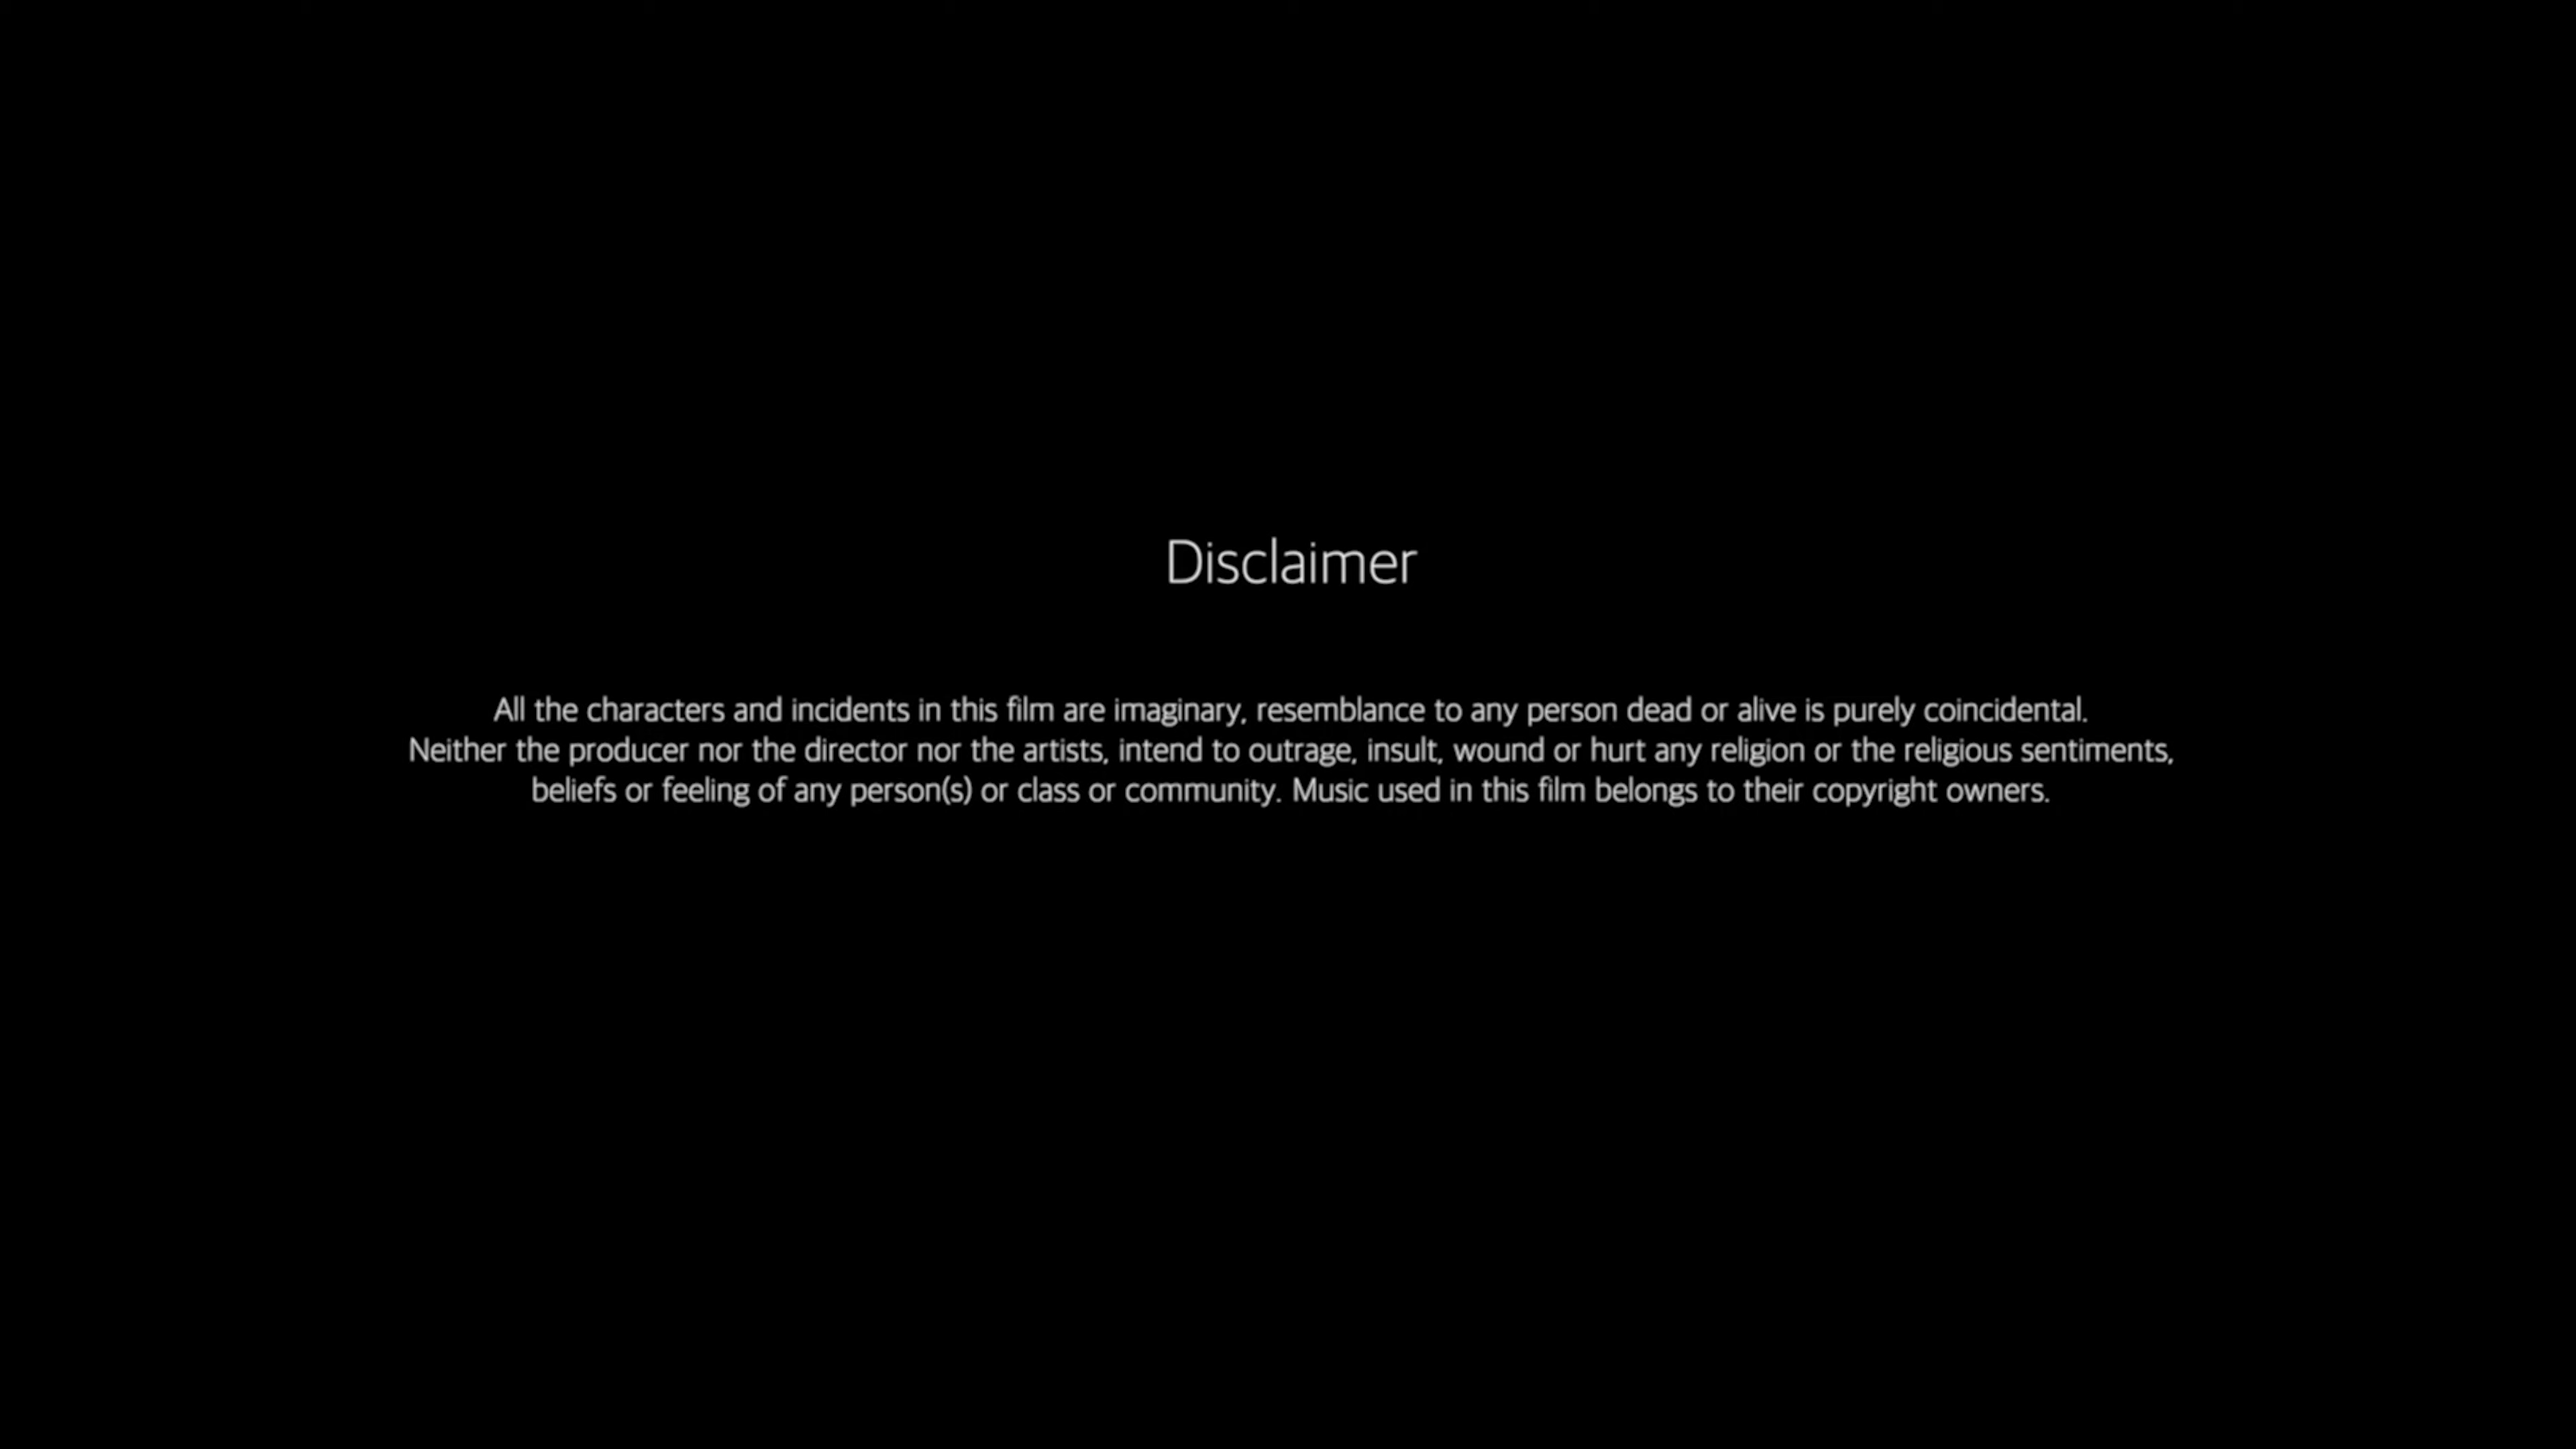 Disclaimer
All the characters and incidents in this film are imaginary, resemblance to any person dead or alive is purely coincidental.
Neither the producer nor the director nor the artists, intend to outrage, insult, wound or hurt any religion or the religious sentiments,
beliefs or feeling of any person(s) or class or community. Music used in this film belongs to their copyright owners.